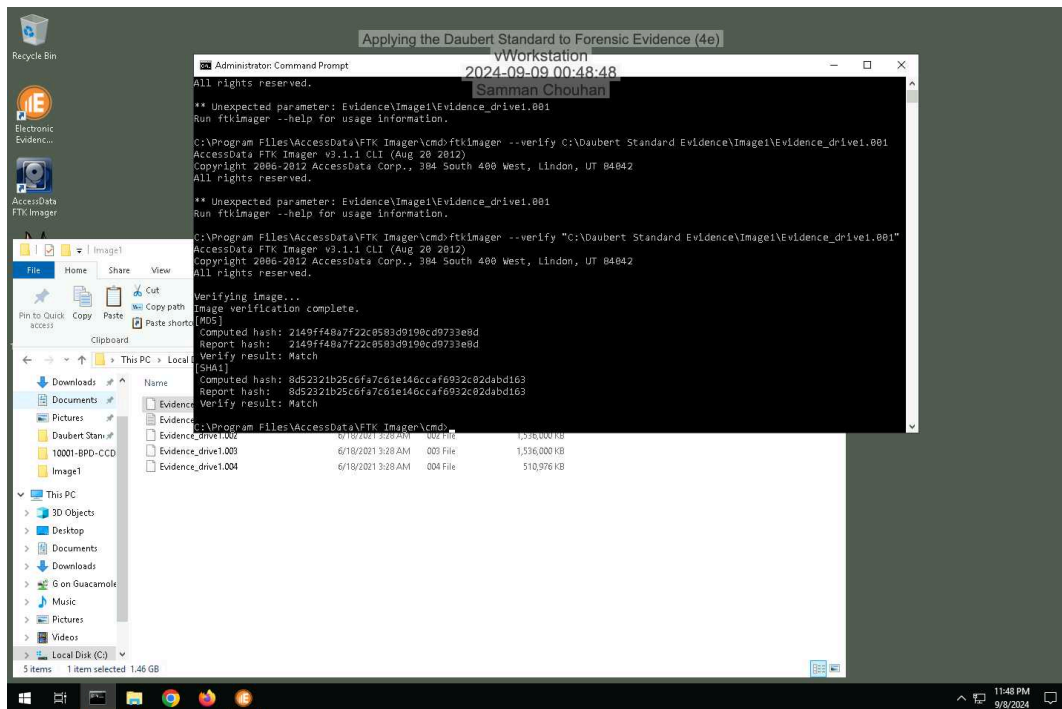 Applying the Daubert Standard to Forensic Evidence (4e)
vWorkstation
2024-09-09 00:48:48
Samman Chouhan
Recycle Bin
Electronic
Evidenc...
AccessData
FTK Imager
Administrator: Command Prompt
All rights reserved.
** Unexpected parameter: Evidence\Image1\Evidence_drive1.001
Run ftkimager --help for usage information.
C:\Program Files\AccessData\FTK Imager\cmd>ftkimager --verify C:\Daubert Standard Evidence\Image1\Evidence_drive1.001
AccessData FTK Imager v3.1.1 CLI (Aug 20 2012)
Copyright 2006-2012 AccessData Corp., 384 South 400 West, Lindon, UT 84042
All rights reserved.
** Unexpected parameter: Evidence\Image1\Evidence_drive1.001
Run ftkimager --help for usage information.
C:\Program Files\AccessData\FTK Imager\cmd>ftkimager --verify "C:\Daubert Standard Evidence\Image1\Evidence_drive1.001"
AccessData FTK Imager v3.1.1 CLI (Aug 20 2012)
Copyright 2006-2012 AccessData Corp., 384 South 400 West, Lindon, UT 84042
All rights reserved.
Verifying image...
Image verification complete.
[MD5]
Computed hash: 2149ff48a7f22c0583d9190cd9733e8d
Report hash: 2149ff48a7f22c0583d9190cd9733e8d
Verify result: Match
[SHA1]
Computed hash: 8d52321b25c6fa7c61e146ccaf6932c02dabd163
Report hash: 8d52321b25c6fa7c61e146ccaf6932c02dabd163
Verify result: Match
C:\Program Files\AccessData\FTK Imager\cmd>
Image1
File Home Share View
Pin to Quick access
Copy
Paste
Cut
Copy path
Paste shorto
Clipboard
This PC > Local
Name
Evidence
Evidence
Evidence_drive1.002 6/18/2021 3:28 AM 002 File 1,536,000 KB
Evidence_drive1.003 6/18/2021 3:28 AM 003 File 1,536,000 KB
Evidence_drive1.004 6/18/2021 3:28 AM 004 File 510,976 KB
Downloads
Documents
Pictures
Daubert Stan
10001-BPD-CCD
Image1
This PC
3D Objects
Desktop
Documents
Downloads
G on Guacamole
Music
Pictures
Videos
Local Disk (C:)
5 items 1 item selected 1.46 GB
11:48 PM
9/8/2024